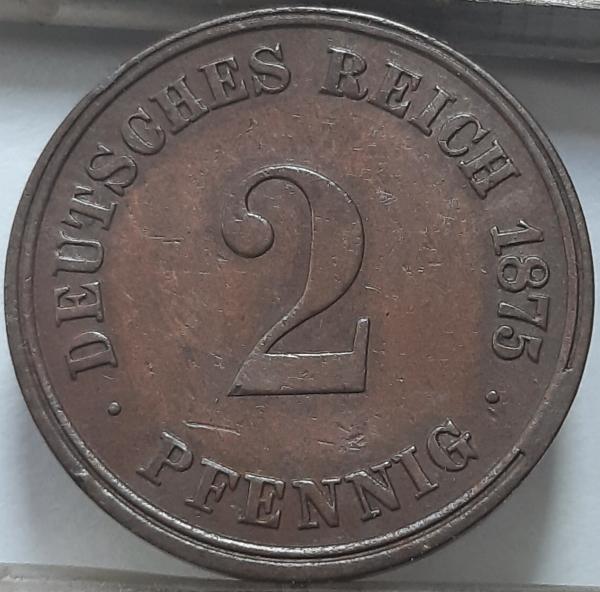 DEUTSCHES REICH 1875 ·
2
· PFENNIG